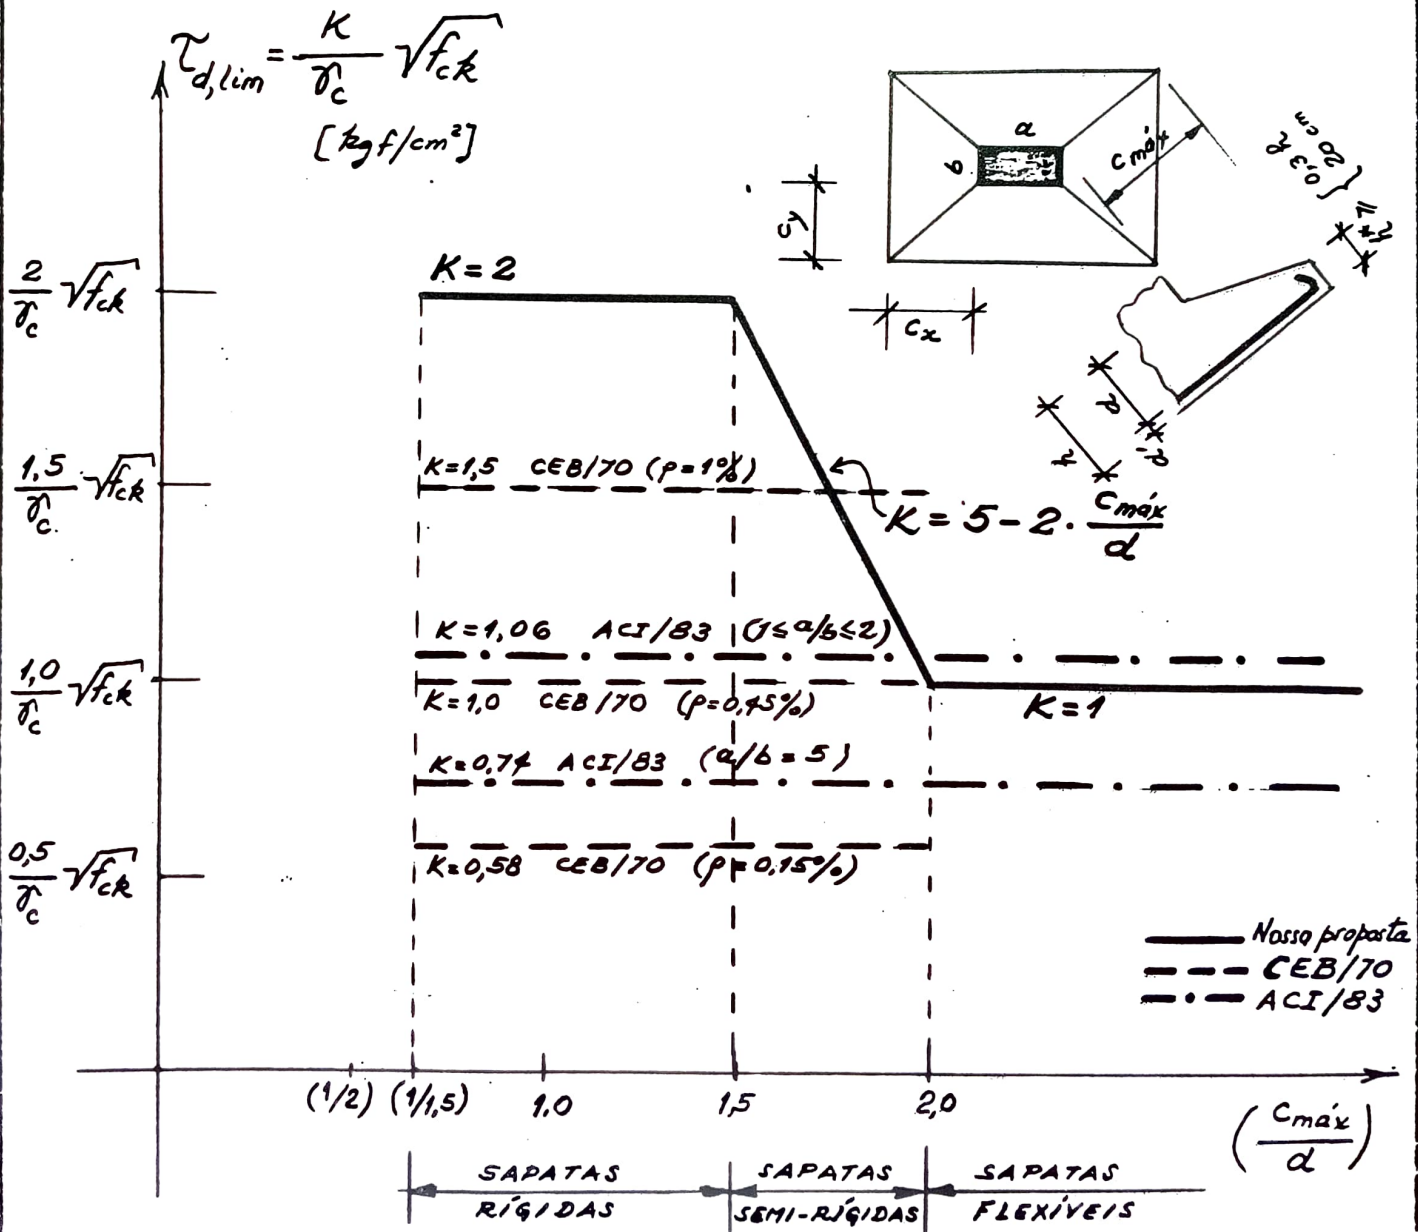 τd,lim = K/γc √fck
[kgf/cm²]
a
b
cmáx
cy
cx
h* ≥ { 0,3 h
20 cm
d
d'
h
2/γc √fck
K=2
1,5/γc √fck
K=1,5 CEB/70 (ρ=1%)
K = 5-2. cmáx/d
K=1,06 ACI/83 (1≤a/b≤2)
1,0/γc √fck
K=1,0 CEB/70 (ρ=0,45%)
K=1
K=0,74 ACI/83 (a/b = 5)
0,5/γc √fck
K=0,58 CEB/70 (ρ=0,15%)
Nossa proposta
CEB/70
ACI/83
(1/2) (1/1,5) 1.0 1,5 2,0
(cmáx/d)
SAPATAS RÍGIDAS
SAPATAS SEMI-RÍGIDAS
SAPATAS FLEXÍVEIS